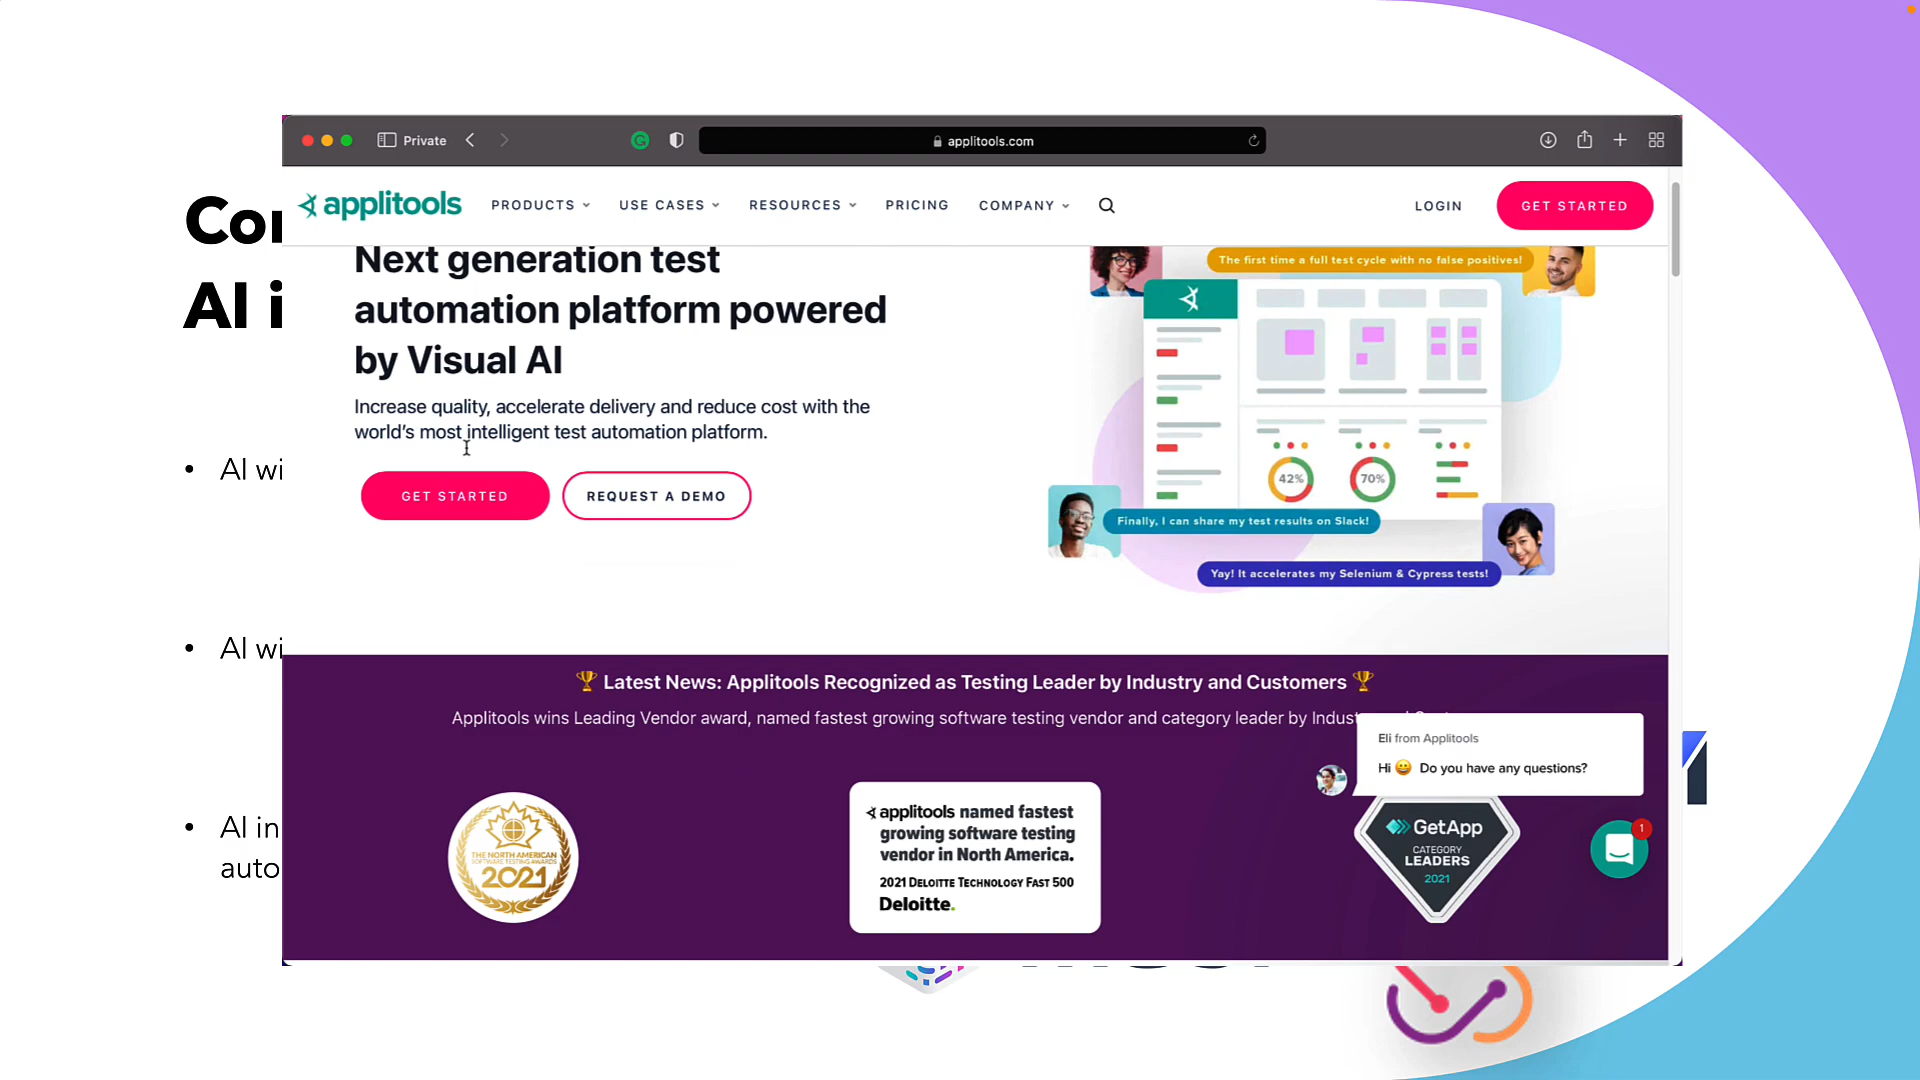 Private
applitools.com
applitools
PRODUCTS
USE CASES
RESOURCES
PRICING
COMPANY
LOGIN
GET STARTED
Next generation test
automation platform powered
by Visual AI
Increase quality, accelerate delivery and reduce cost with the
world's most intelligent test automation platform.
GET STARTED
REQUEST A DEMO
The first time a full test cycle with no false positives!
42%
70%
Finally, I can share my test results on Slack!
Yay! It accelerates my Selenium & Cypress tests!
🏆 Latest News: Applitools Recognized as Testing Leader by Industry and Customers 🏆
Applitools wins Leading Vendor award, named fastest growing software testing vendor and category leader by
Eli from Applitools
Hi 😀 Do you have any questions?
1
THE NORTH AMERICAN
SOFTWARE TESTING AWARDS
2021
applitools named fastest
growing software testing
vendor in North America.
2021 DELOITTE TECHNOLOGY FAST 500
Deloitte.
GetApp
CATEGORY
LEADERS
2021
AI
AI
AI
AI in